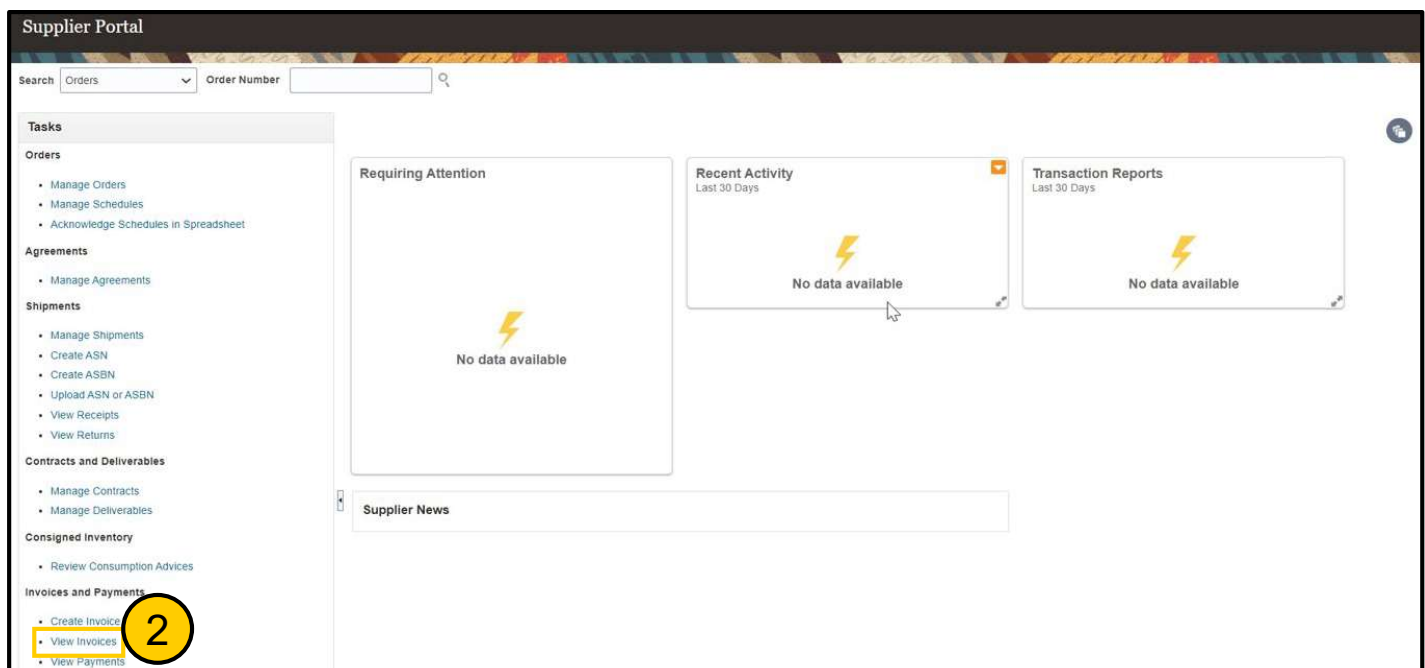 Supplier Portal
Search Orders Order Number
Tasks
Orders
Manage Orders
Manage Schedules
Acknowledge Schedules in Spreadsheet
Agreements
Manage Agreements
Shipments
Manage Shipments
Create ASN
Create ASBN
Upload ASN or ASBN
View Receipts
View Returns
Contracts and Deliverables
Manage Contracts
Manage Deliverables
Consigned Inventory
Review Consumption Advices
Invoices and Payments
Create Invoice
View Invoices
View Payments
2
Requiring Attention
No data available
Recent Activity
Last 30 Days
No data available
Transaction Reports
Last 30 Days
No data available
Supplier News